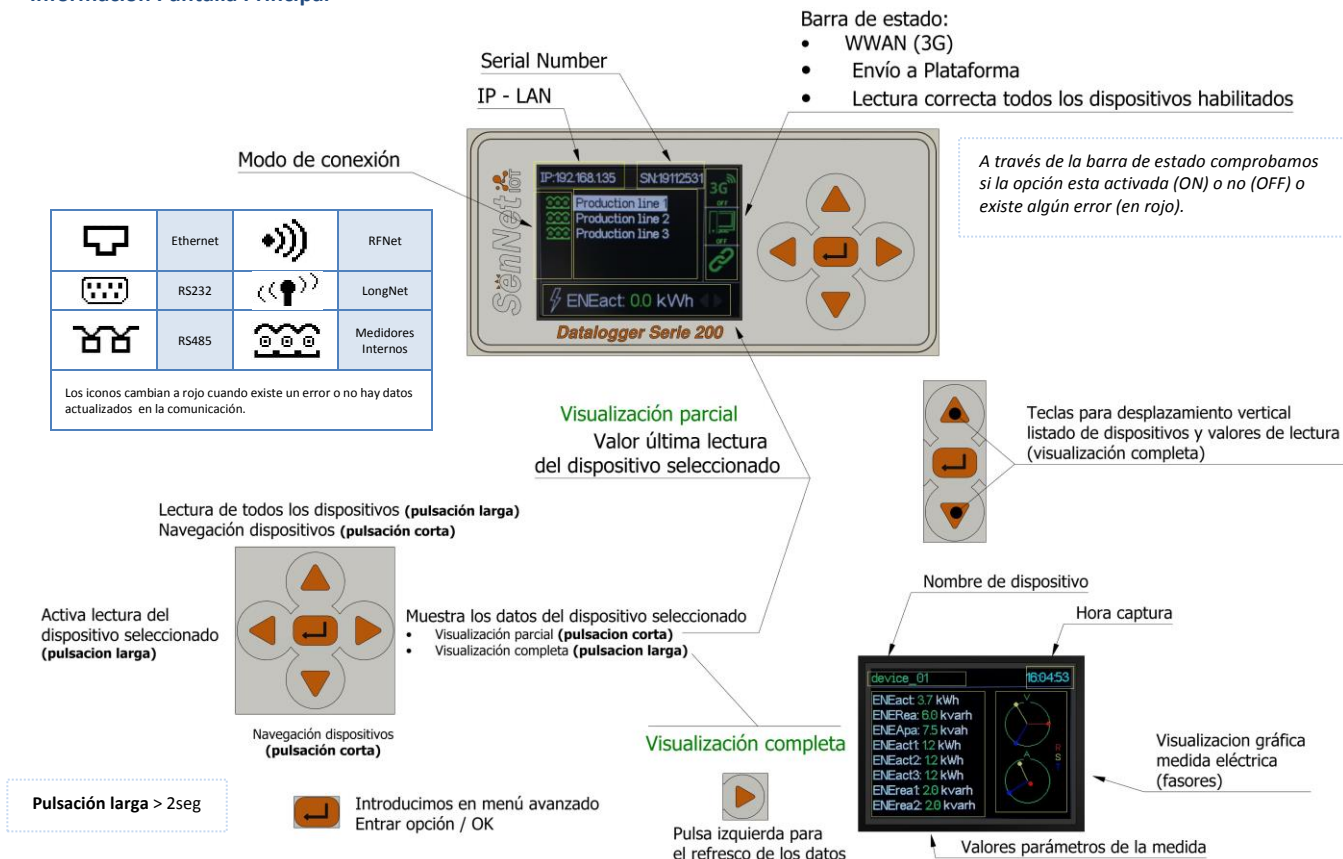 Información Pantalla Principal
Barra de estado:
• WWAN (3G)
• Envío a Plataforma
• Lectura correcta todos los dispositivos habilitados
Serial Number
IP - LAN
Modo de conexión
A través de la barra de estado comprobamos
si la opción esta activada (ON) o no (OFF) o
existe algún error (en rojo).
Ethernet
RFNet
RS232
LongNet
RS485
Medidores
Internos
Los iconos cambian a rojo cuando existe un error o no hay datos
actualizados en la comunicación.
SenNet IOT
IP:192.168.1.35
SN:19112531
3G
OFF
Production line 1
Production line 2
Production line 3
OFF
ENEact: 0.0 kWh
Datalogger Serie 200
Visualización parcial
Valor última lectura
del dispositivo seleccionado
Teclas para desplazamiento vertical
listado de dispositivos y valores de lectura
(visualización completa)
Lectura de todos los dispositivos (pulsación larga)
Navegación dispositivos (pulsación corta)
Activa lectura del
dispositivo seleccionado
(pulsacion larga)
Muestra los datos del dispositivo seleccionado
• Visualización parcial (pulsacion corta)
• Visualización completa (pulsacion larga)
Navegación dispositivos
(pulsación corta)
Pulsación larga > 2seg
Introducimos en menú avanzado
Entrar opción / OK
Visualización completa
Pulsa izquierda para
el refresco de los datos
Nombre de dispositivo
Hora captura
device_01
16:04:53
ENEact: 3.7 kWh
ENERea: 6.0 kvarh
ENEApa: 7.5 kvah
ENEact1: 1.2 kWh
ENEact2: 1.2 kWh
ENEact3: 1.2 kWh
ENErea1: 2.0 kvarh
ENErea2: 2.0 kvarh
V
A
R
S
T
Visualizacion gráfica
medida eléctrica
(fasores)
Valores parámetros de la medida